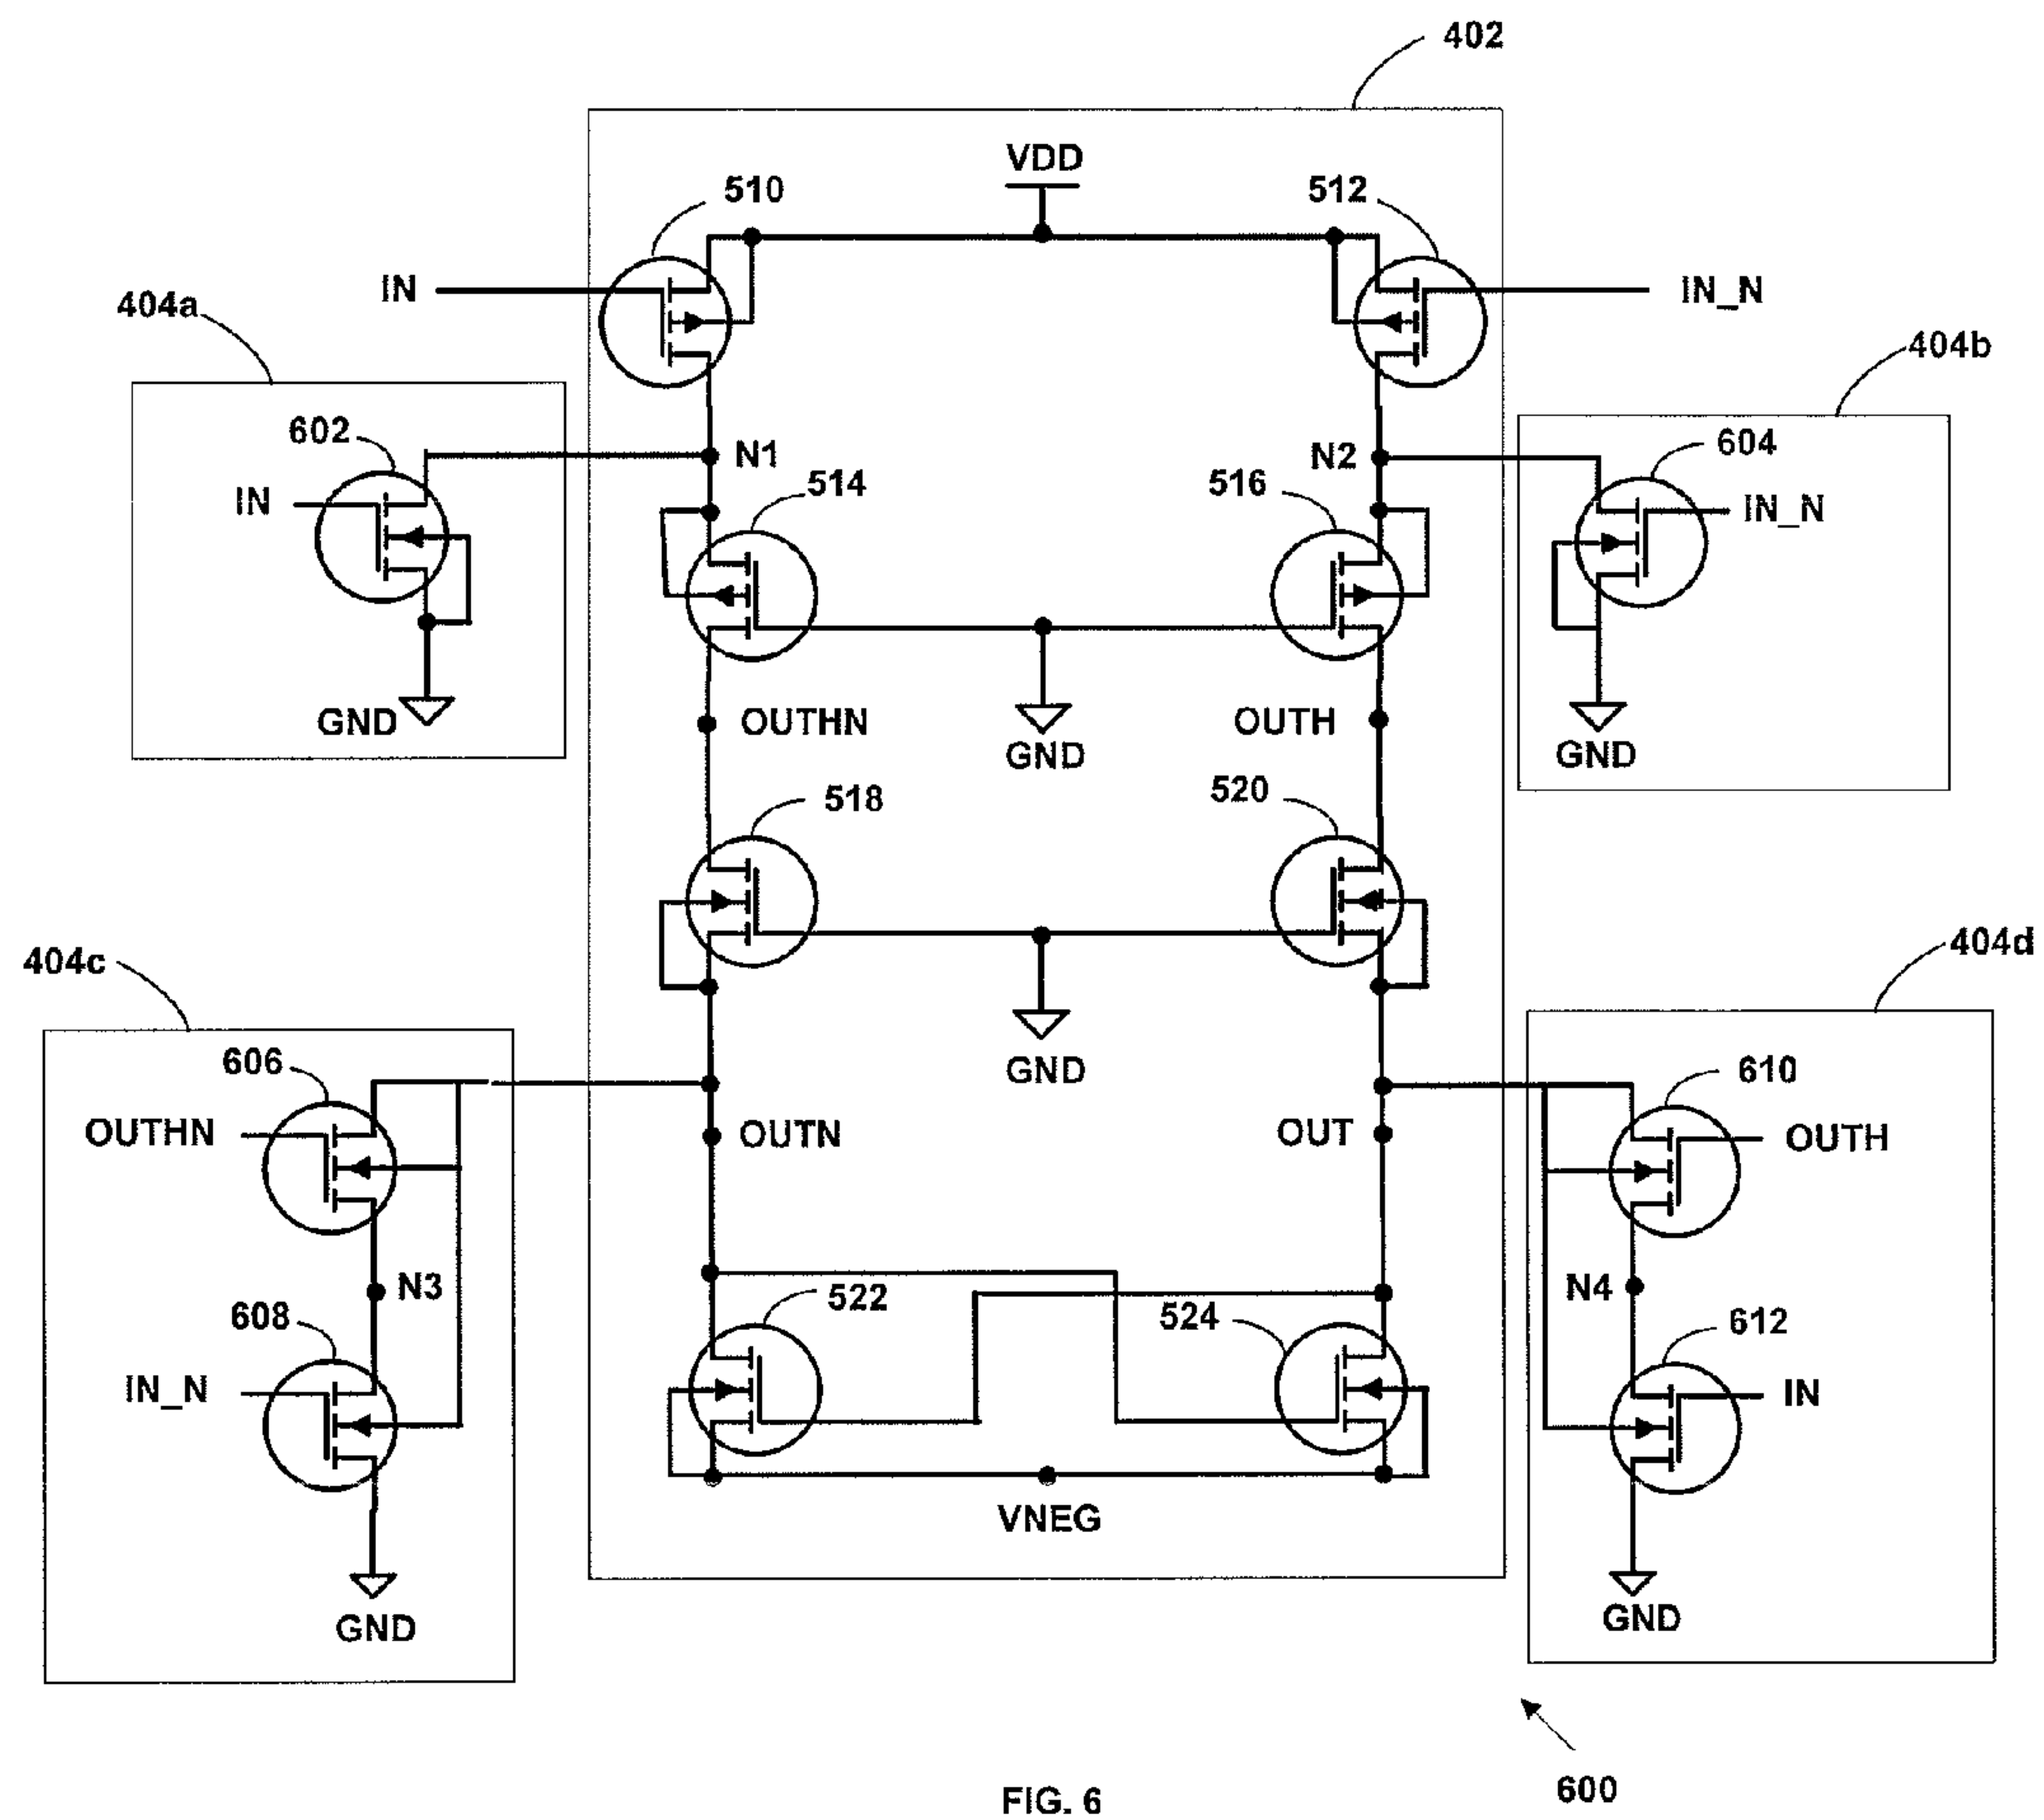 402
VDD
510
512
IN
IN_N
404a
404b
602
N1
N2
604
IN
514
516
IN_N
GND
OUTHN
OUTH
GND
GND
518
520
404c
404d
606
GND
610
OUTHN
OUTN
OUT
OUTH
N3
522
N4
608
524
612
IN_N
IN
VNEG
GND
GND
600
FIG. 6